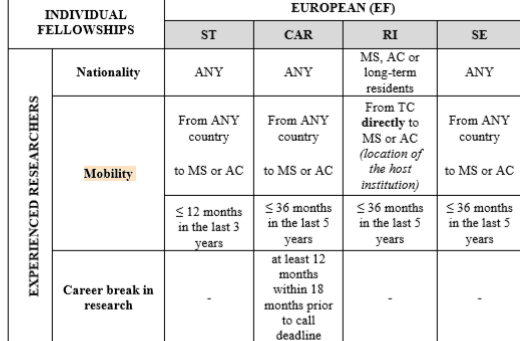 INDIVIDUAL
FELLOWSHIPS
EUROPEAN (EF)
ST CAR RI SE
EXPERIENCED RESEARCHERS
Nationality
ANY
ANY
MS, AC or
long-term
residents
ANY
Mobility
From ANY
country
to MS or AC
From ANY
country
to MS or AC
From TC
directly to
MS or AC
(location of
the host
institution)
From ANY
country
to MS or AC
≤ 12 months
in the last 3
years
≤ 36 months
in the last 5
years
≤ 36 months
in the last 5
years
≤ 36 months
in the last 5
years
Career break in
research
-
at least 12
months
within 18
months prior
to call
deadline
-
-